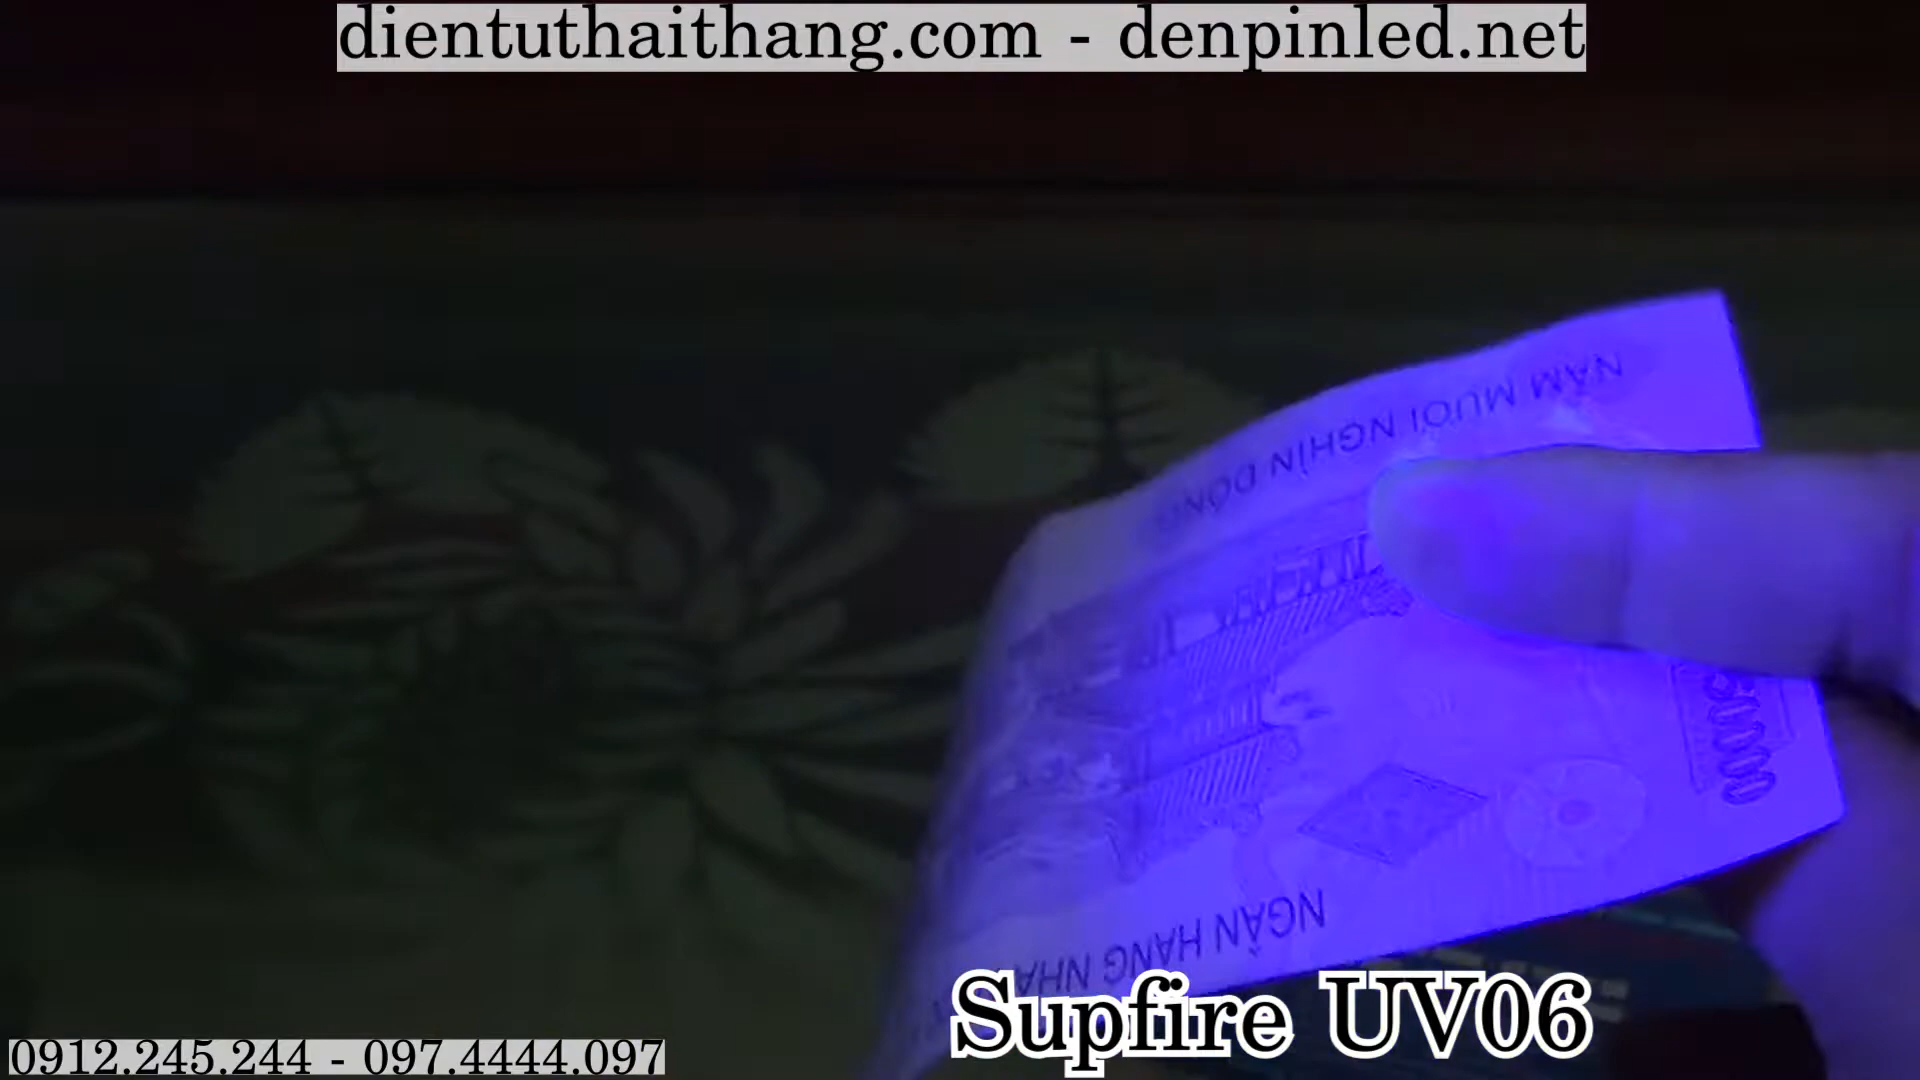 dientuthaithang.com - denpinled.net
NĂM MƯƠI NGHÌN ĐỒNG
50000
NGÂN HÀNG NHÀ
Supfire UV06
0912.245.244 - 097.4444.097